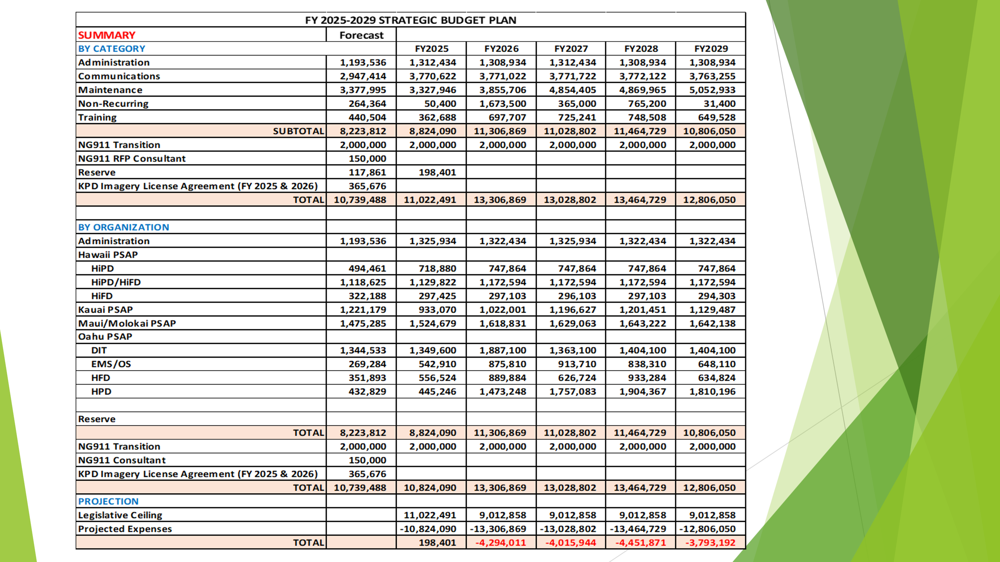 FY 2025-2029 STRATEGIC BUDGET PLAN
SUMMARY Forecast
BY CATEGORY FY2025 FY2026 FY2027 FY2028 FY2029
Administration 1,193,536 1,312,434 1,308,934 1,312,434 1,308,934 1,308,934
Communications 2,947,414 3,770,622 3,771,022 3,771,722 3,772,122 3,763,255
Maintenance 3,377,995 3,327,946 3,855,706 4,854,405 4,869,965 5,052,933
Non-Recurring 264,364 50,400 1,673,500 365,000 765,200 31,400
Training 440,504 362,688 697,707 725,241 748,508 649,528
SUBTOTAL 8,223,812 8,824,090 11,306,869 11,028,802 11,464,729 10,806,050
NG911 Transition 2,000,000 2,000,000 2,000,000 2,000,000 2,000,000 2,000,000
NG911 RFP Consultant 150,000
Reserve 117,861 198,401
KPD Imagery License Agreement (FY 2025 & 2026) 365,676
TOTAL 10,739,488 11,022,491 13,306,869 13,028,802 13,464,729 12,806,050
BY ORGANIZATION
Administration 1,193,536 1,325,934 1,322,434 1,325,934 1,322,434 1,322,434
Hawaii PSAP
HiPD 494,461 718,880 747,864 747,864 747,864 747,864
HiPD/HiFD 1,118,625 1,129,822 1,172,594 1,172,594 1,172,594 1,172,594
HiFD 322,188 297,425 297,103 296,103 297,103 294,303
Kauai PSAP 1,221,179 933,070 1,022,001 1,196,627 1,201,451 1,129,487
Maui/Molokai PSAP 1,475,285 1,524,679 1,618,831 1,629,063 1,643,222 1,642,138
Oahu PSAP
DIT 1,344,533 1,349,600 1,887,100 1,363,100 1,404,100 1,404,100
EMS/OS 269,284 542,910 875,810 913,710 838,310 648,110
HFD 351,893 556,524 889,884 626,724 933,284 634,824
HPD 432,829 445,246 1,473,248 1,757,083 1,904,367 1,810,196
Reserve
TOTAL 8,223,812 8,824,090 11,306,869 11,028,802 11,464,729 10,806,050
NG911 Transition 2,000,000 2,000,000 2,000,000 2,000,000 2,000,000 2,000,000
NG911 Consultant 150,000
KPD Imagery License Agreement (FY 2025 & 2026) 365,676
TOTAL 10,739,488 10,824,090 13,306,869 13,028,802 13,464,729 12,806,050
PROJECTION
Legislative Ceiling 11,022,491 9,012,858 9,012,858 9,012,858 9,012,858
Projected Expenses -10,824,090 -13,306,869 -13,028,802 -13,464,729 -12,806,050
TOTAL 198,401 -4,294,011 -4,015,944 -4,451,871 -3,793,192